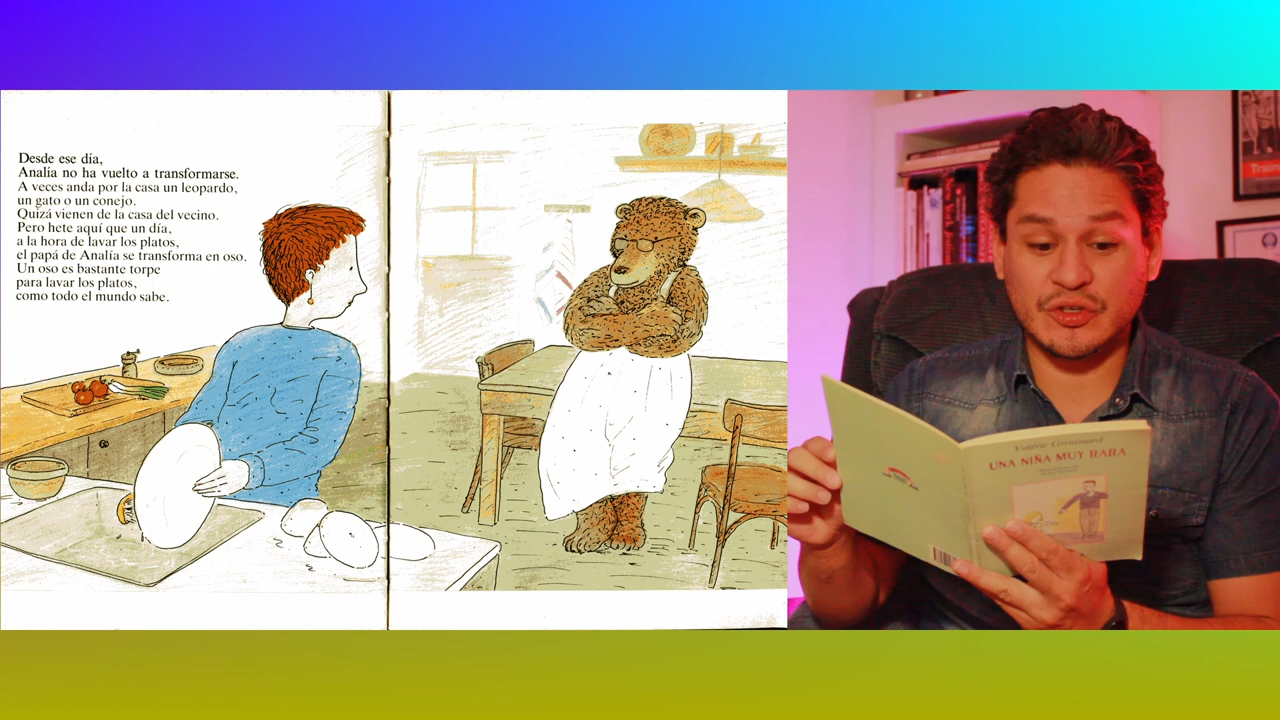 Desde ese día,
Analía no ha vuelto a transformarse.
A veces anda por la casa un leopardo,
un gato o un conejo.
Quizá vienen de la casa del vecino.
Pero hete aquí que un día,
a la hora de lavar los platos,
el papá de Analía se transforma en oso.
Un oso es bastante torpe
para lavar los platos,
como todo el mundo sabe.
UNA NIÑA MUY RARA